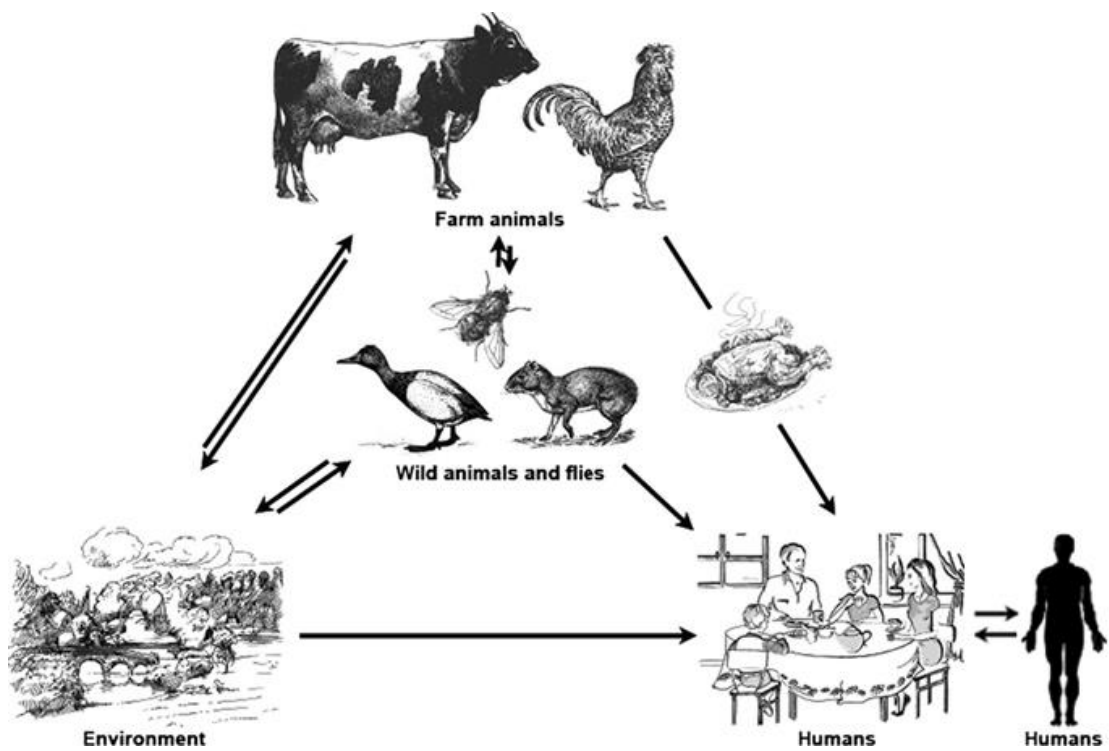 Farm animals
Wild animals and flies
Environment
Humans
Humans